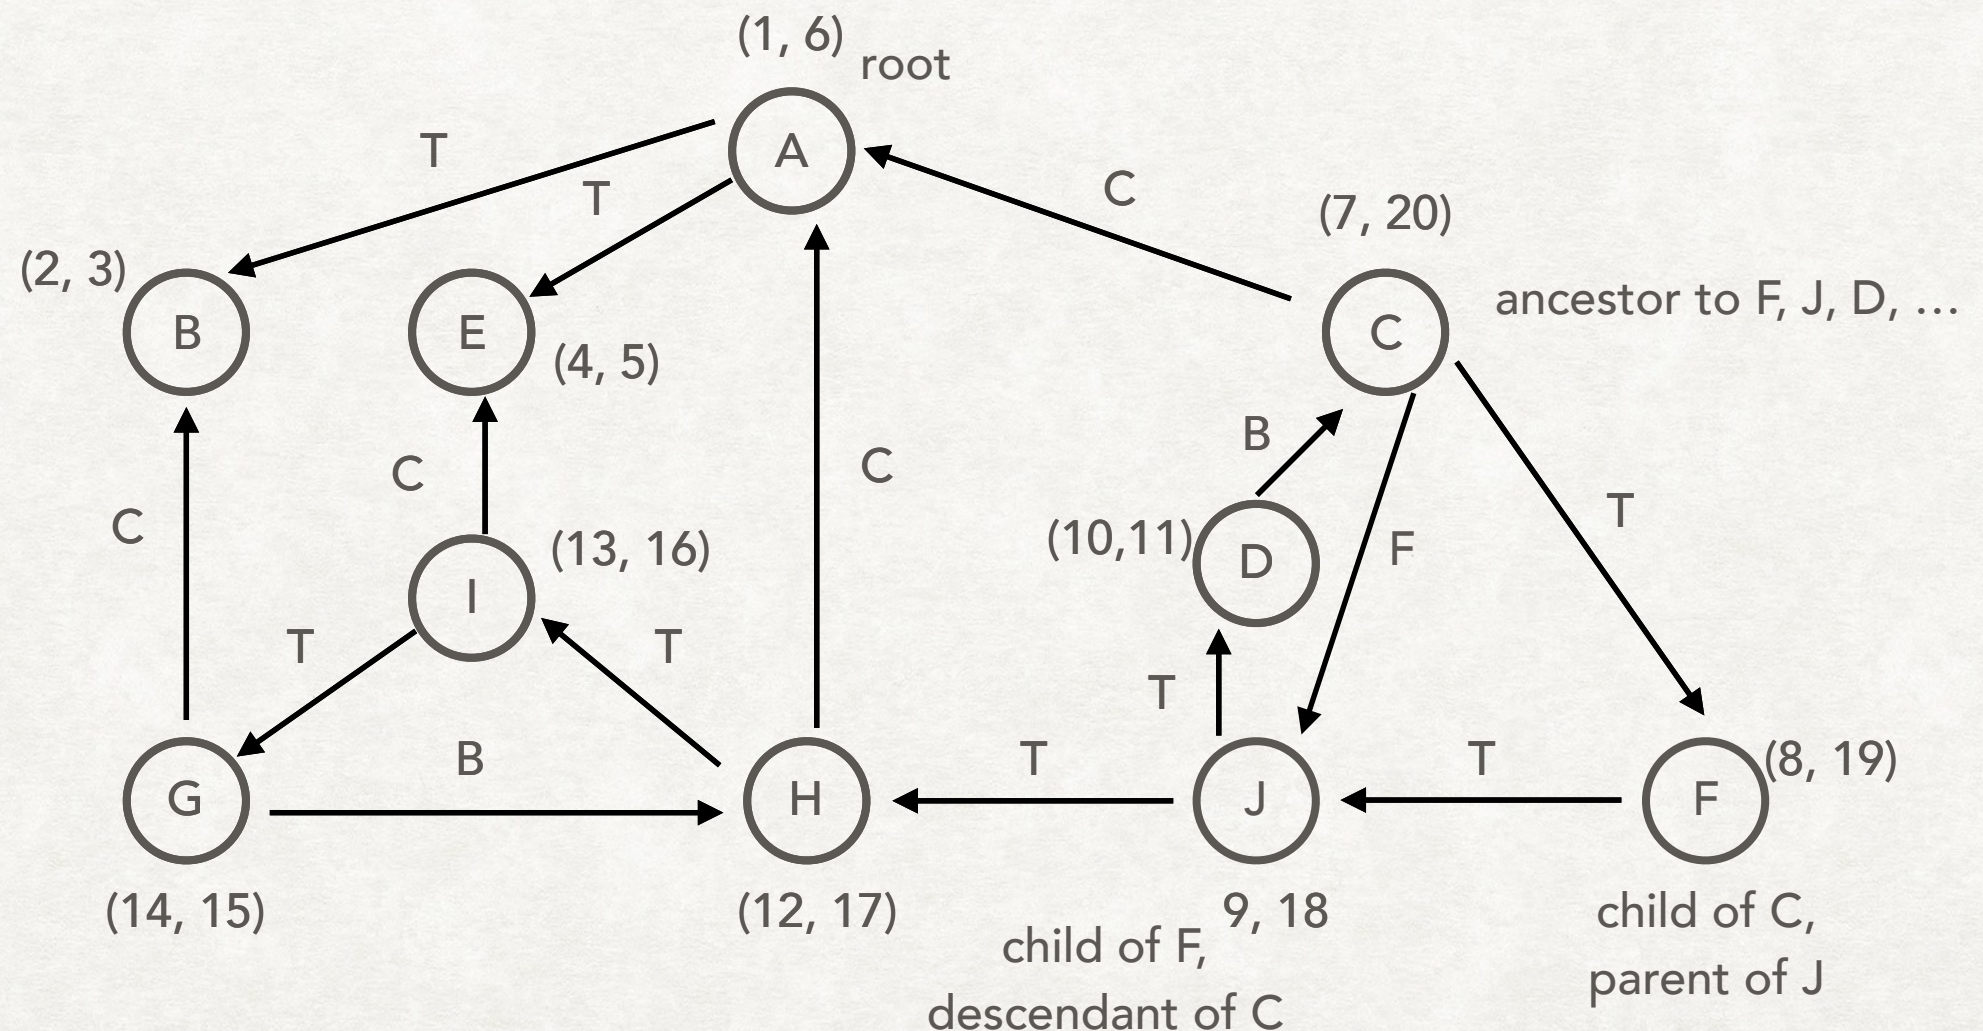 (1, 6)
root
A
T
T
C
(7, 20)
(2, 3)
B
E
(4, 5)
C
ancestor to F, J, D, ...
B
C
C
C
T
(13, 16)
(10,11)
D
F
I
T
T
T
B
T
T
G
H
J
F
(8, 19)
(14, 15)
(12, 17)
9, 18
child of F,
descendant of C
child of C,
parent of J